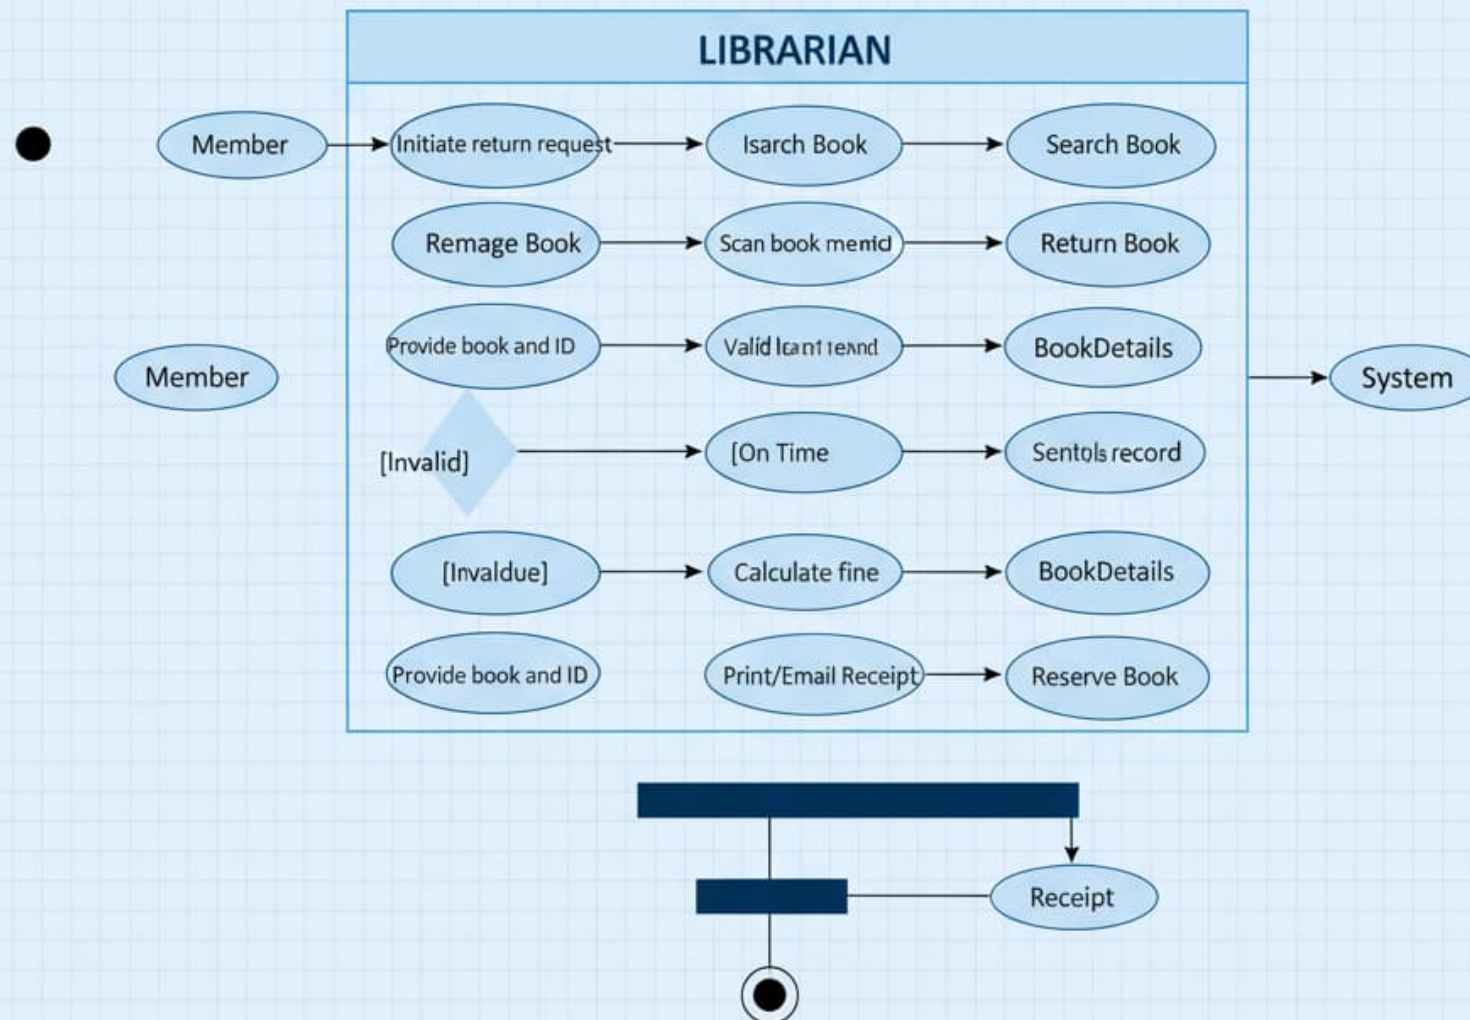 LIBRARIAN
Member
Initiate return request
Isarch Book
Search Book
Remage Book
Scan book
Return Book
Provide book and ID
Valid
BookDetails
Member
System
[Invalid]
[On Time
record
[Invaldue]
Calculate fine
BookDetails
Provide book and ID
Print/Email Receipt
Reserve Book
Receipt